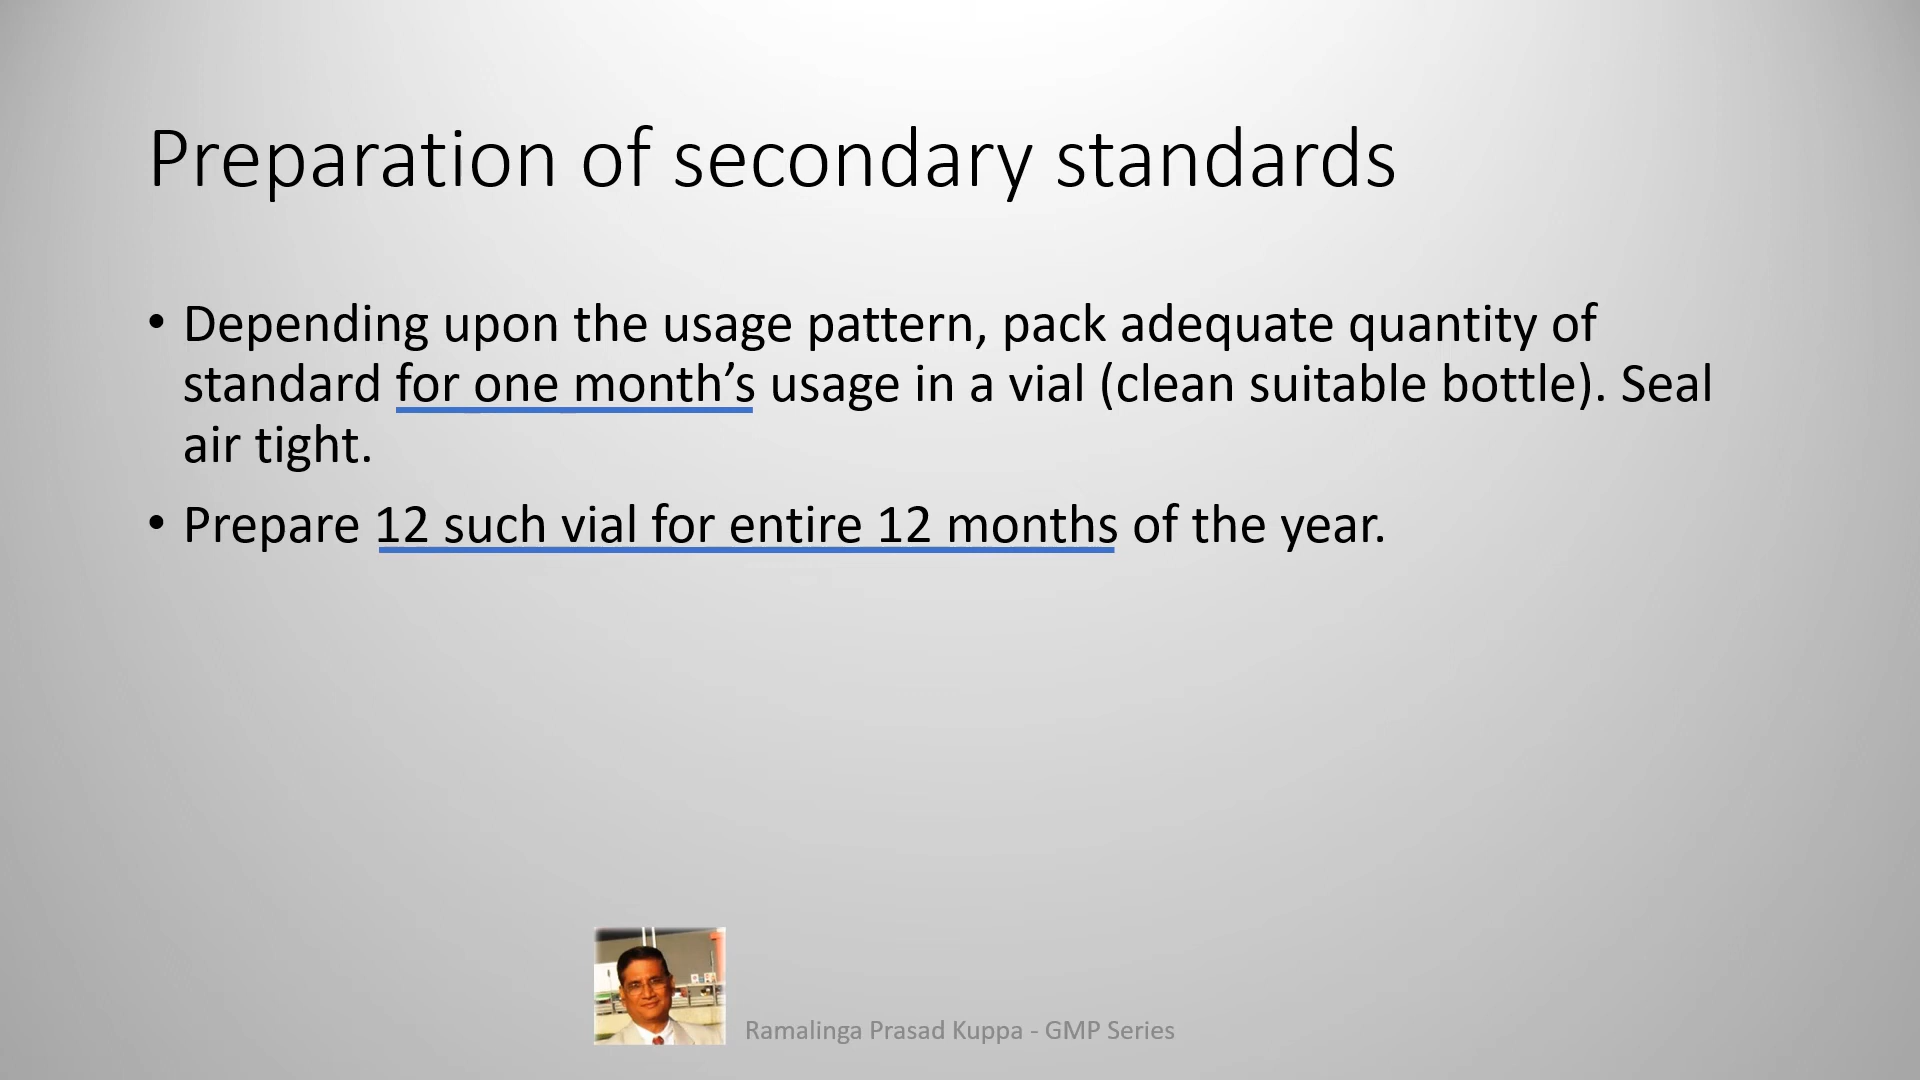 Preparation of secondary standards
• Depending upon the usage pattern, pack adequate quantity of
standard for one month’s usage in a vial (clean suitable bottle). Seal
air tight.
• Prepare 12 such vial for entire 12 months of the year.
Ramalinga Prasad Kuppa - GMP Series